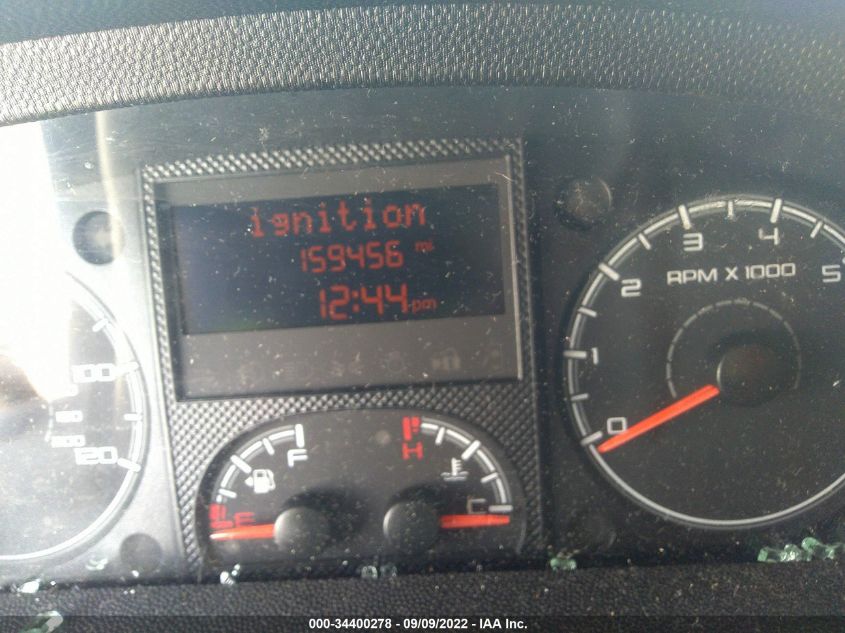 ignition
159456 mi
12:44 pm
100
120
F
E
H
C
0
1
2
3
4
5
RPM X 1000
000-34400278 - 09/09/2022 - IAA Inc.